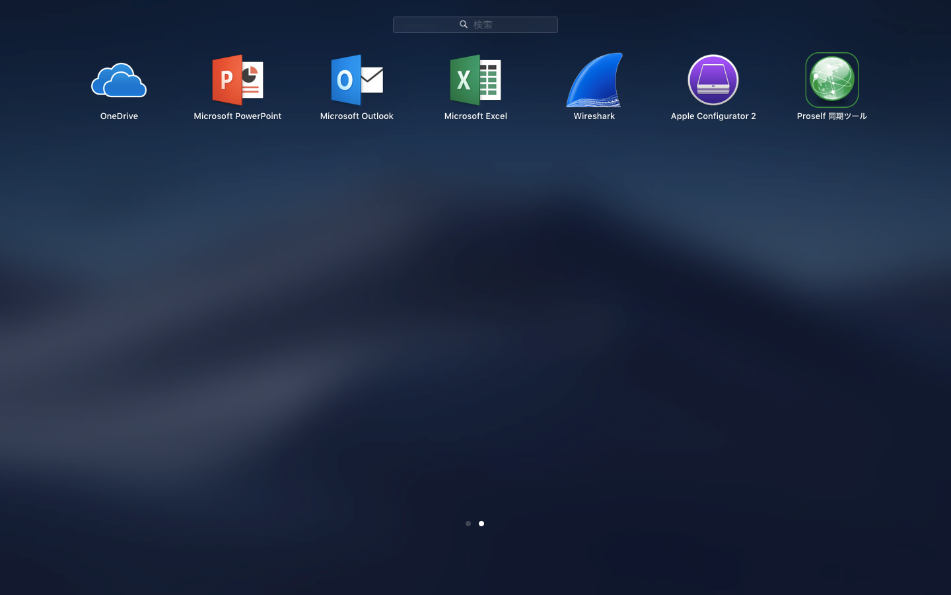 検索
OneDrive
Microsoft PowerPoint
Microsoft Outlook
Microsoft Excel
Wireshark
Apple Configurator 2
Proself 同期ツール
P
O
X